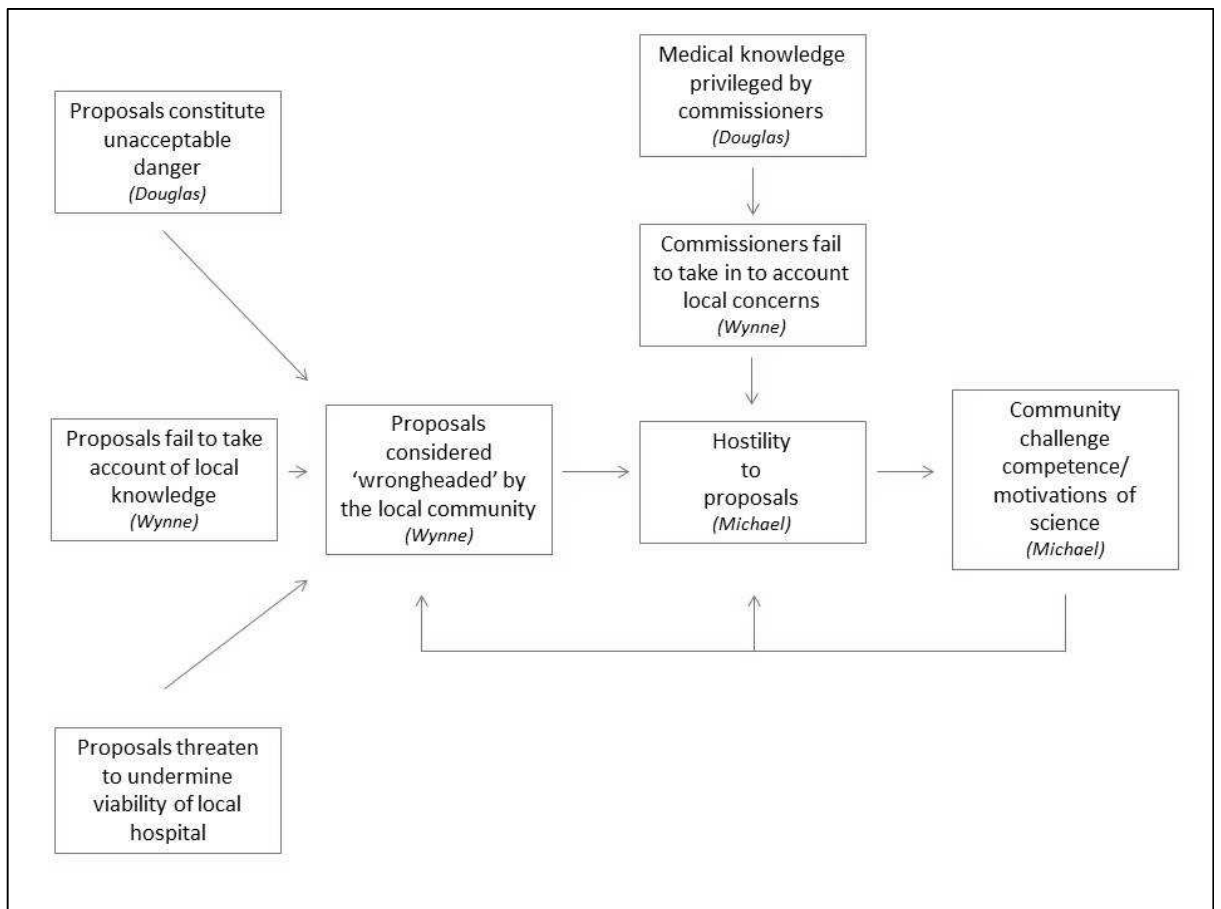 Proposals constitute
unacceptable
danger
(Douglas)
Medical knowledge
privileged by
commissioners
(Douglas)
Commissioners fail
to take in to account
local concerns
(Wynne)
Proposals fail to take
account of local
knowledge
(Wynne)
Proposals
considered
‘wrongheaded’ by
the local community
(Wynne)
Hostility
to
proposals
(Michael)
Community
challenge
competence/
motivations of
science
(Michael)
Proposals threaten
to undermine
viability of local
hospital